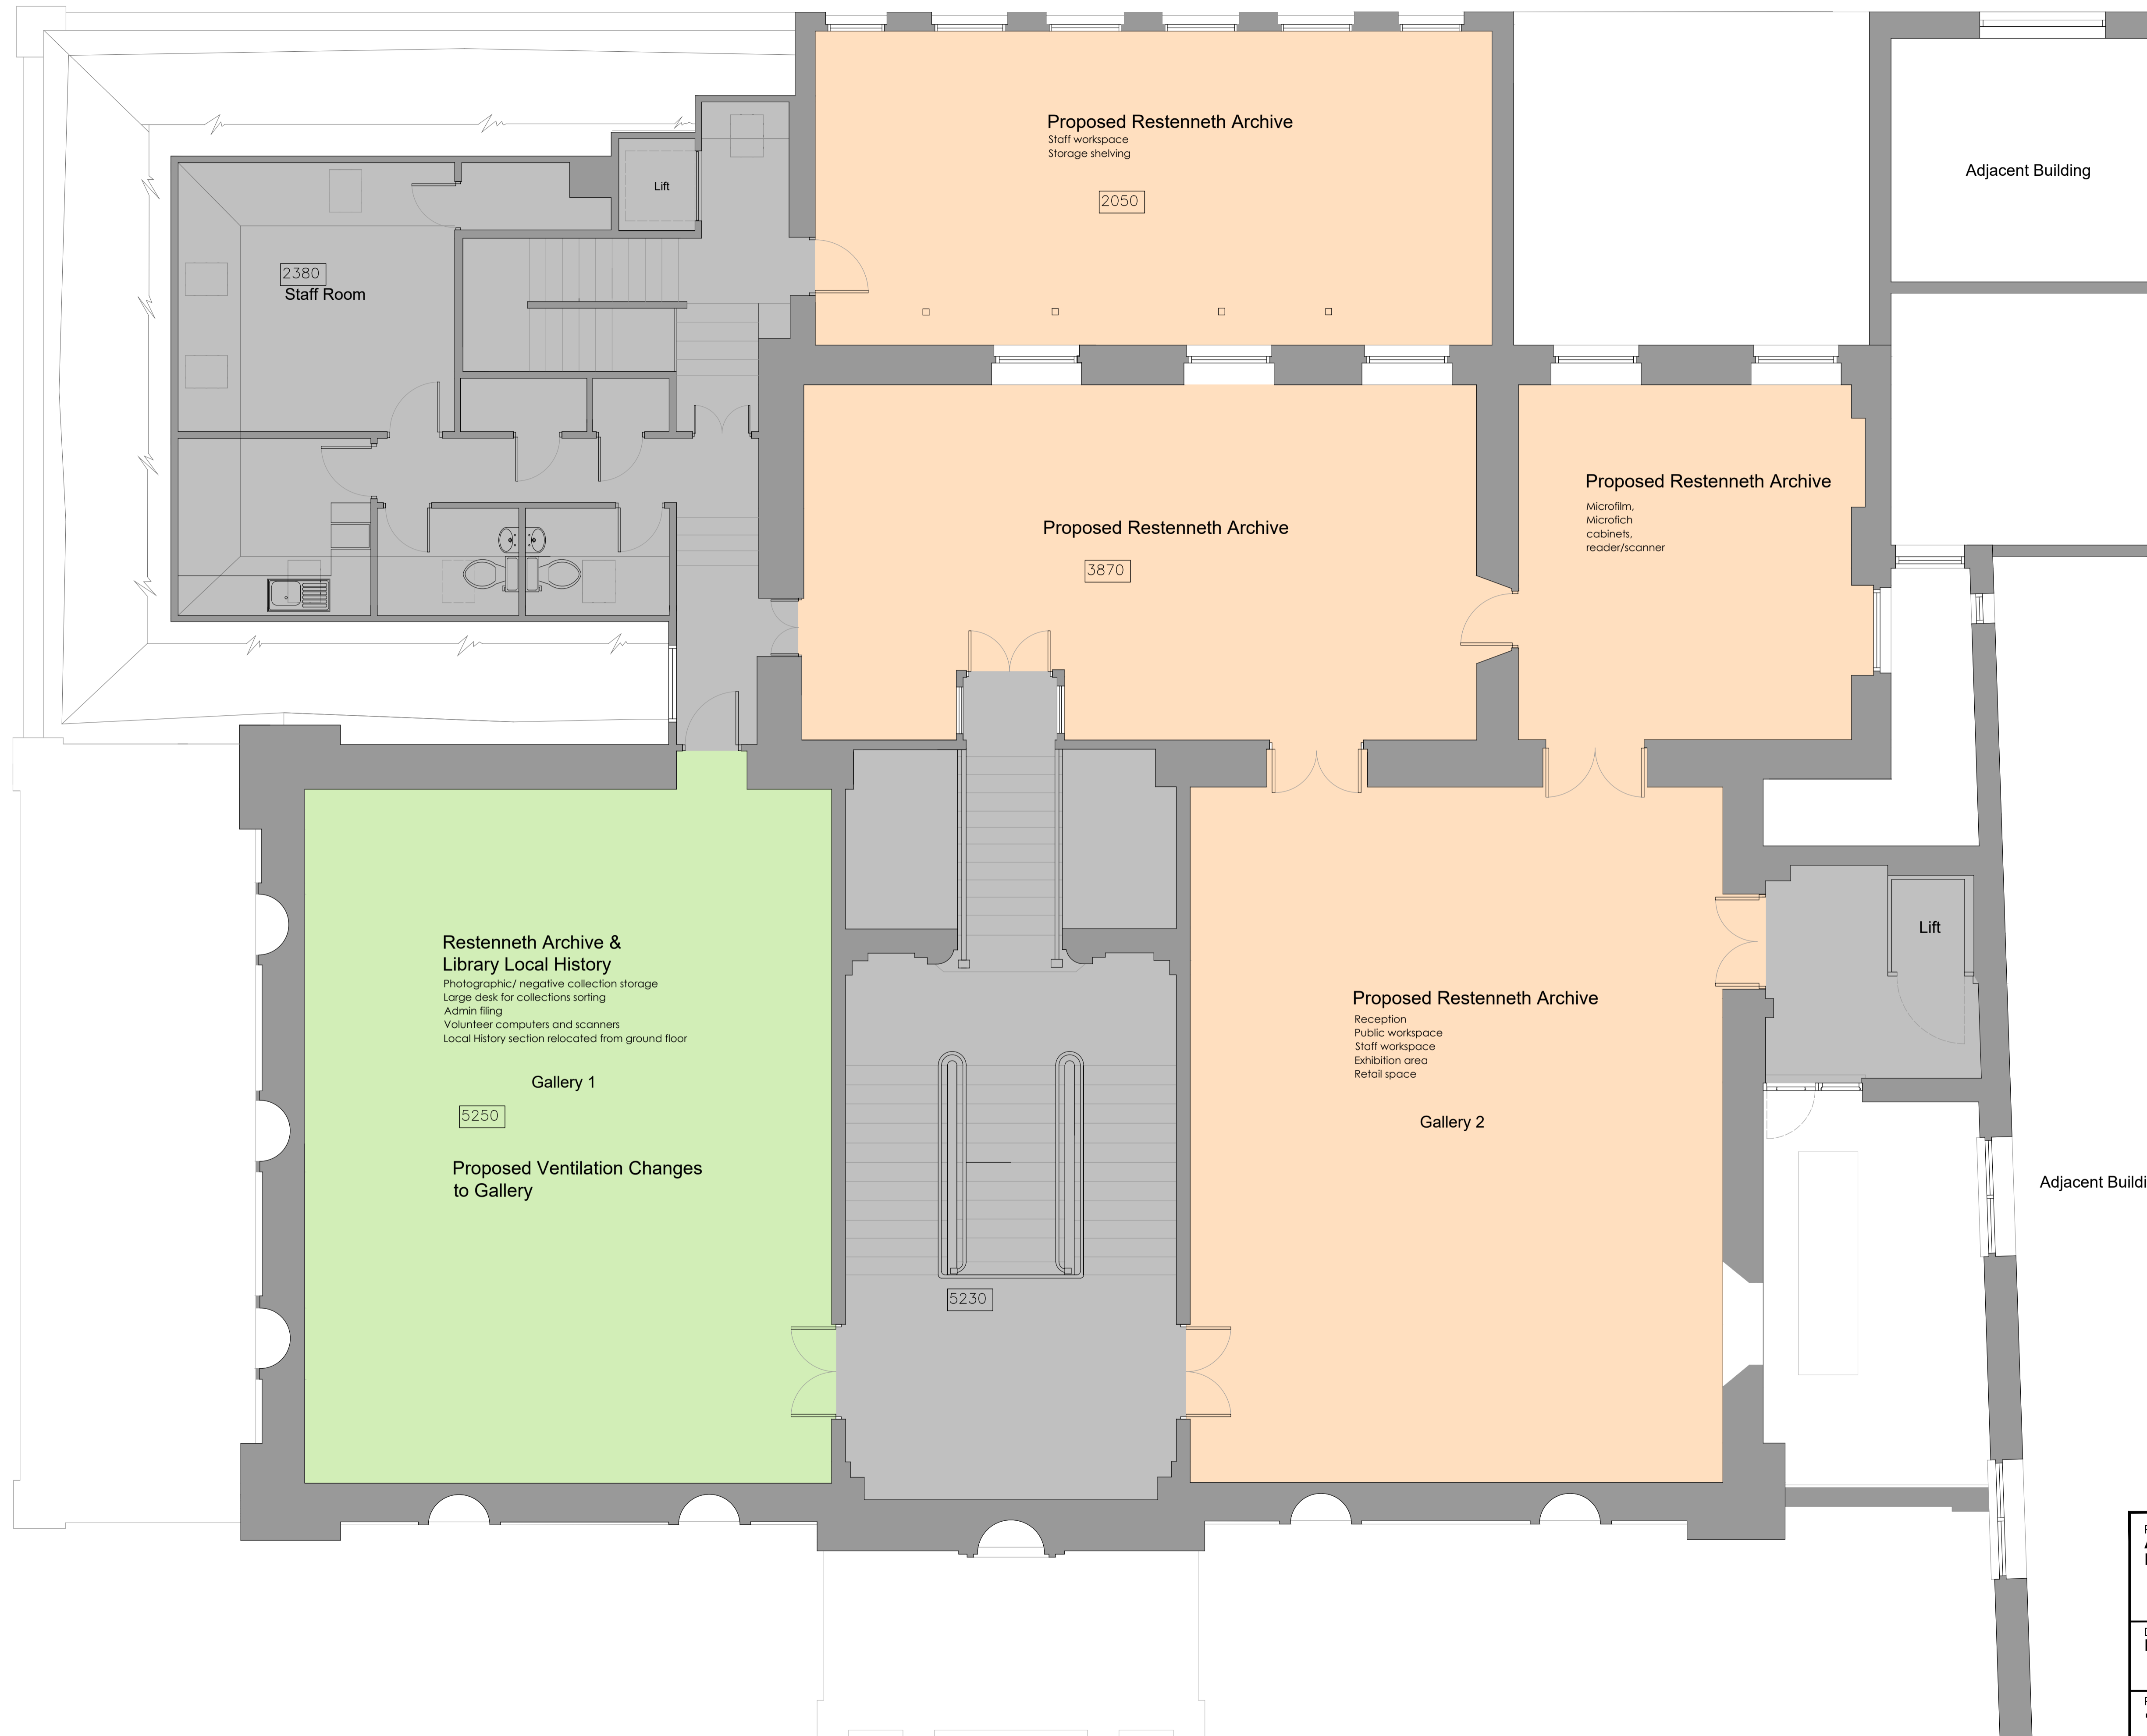 Proposed Restenneth Archive
Staff workspace
Storage shelving
2050
Adjacent Building
Lift
2380
Staff Room
Proposed Restenneth Archive
3870
Proposed Restenneth Archive
Microfilm,
Microfich
cabinets,
reader/scanner
Restenneth Archive &
Library Local History
Photographic/ negative collection storage
Large desk for collections sorting
Admin filing
Volunteer computers and scanners
Local History section relocated from ground floor
Gallery 1
5250
Proposed Ventilation Changes
to Gallery
5230
Proposed Restenneth Archive
Reception
Public workspace
Staff workspace
Exhibition area
Retail space
Gallery 2
Lift
Adjacent Buildi